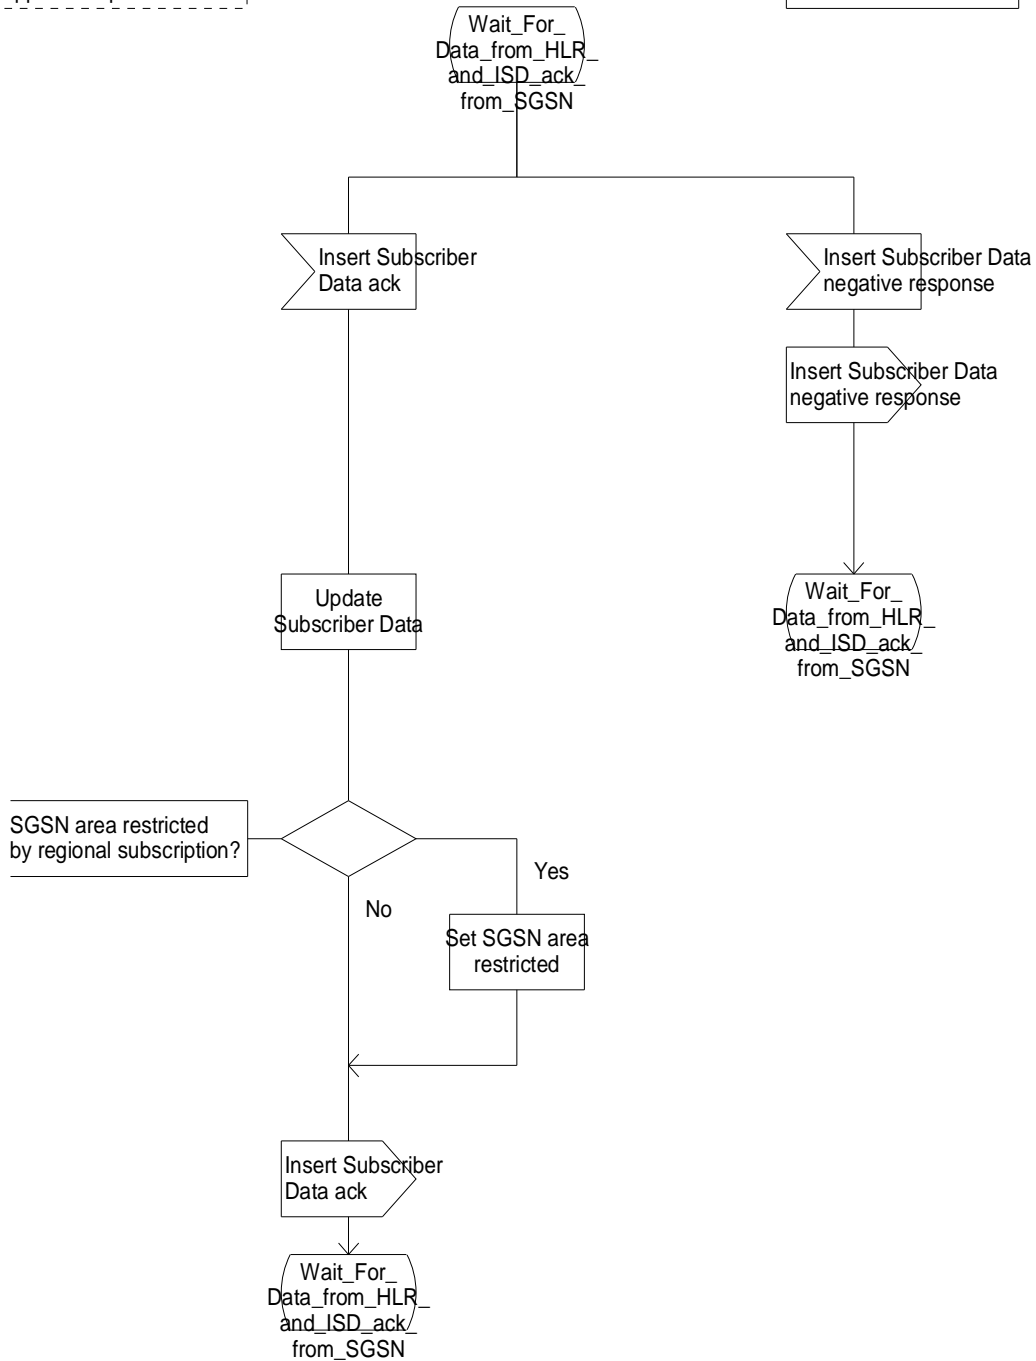 Wait_For_
Data_from_HLR_
and_ISD_ack_
from_SGSN
Insert Subscriber
Data ack
Insert Subscriber Data
negative response
Insert Subscriber Data
negative response
Update
Subscriber Data
Wait_For_
Data_from_HLR_
and_ISD_ack_
from_SGSN
SGSN area restricted
by regional subscription?
Yes
No
Set SGSN area
restricted
Insert Subscriber
Data ack
Wait_For_
Data_from_HLR_
and_ISD_ack_
from_SGSN